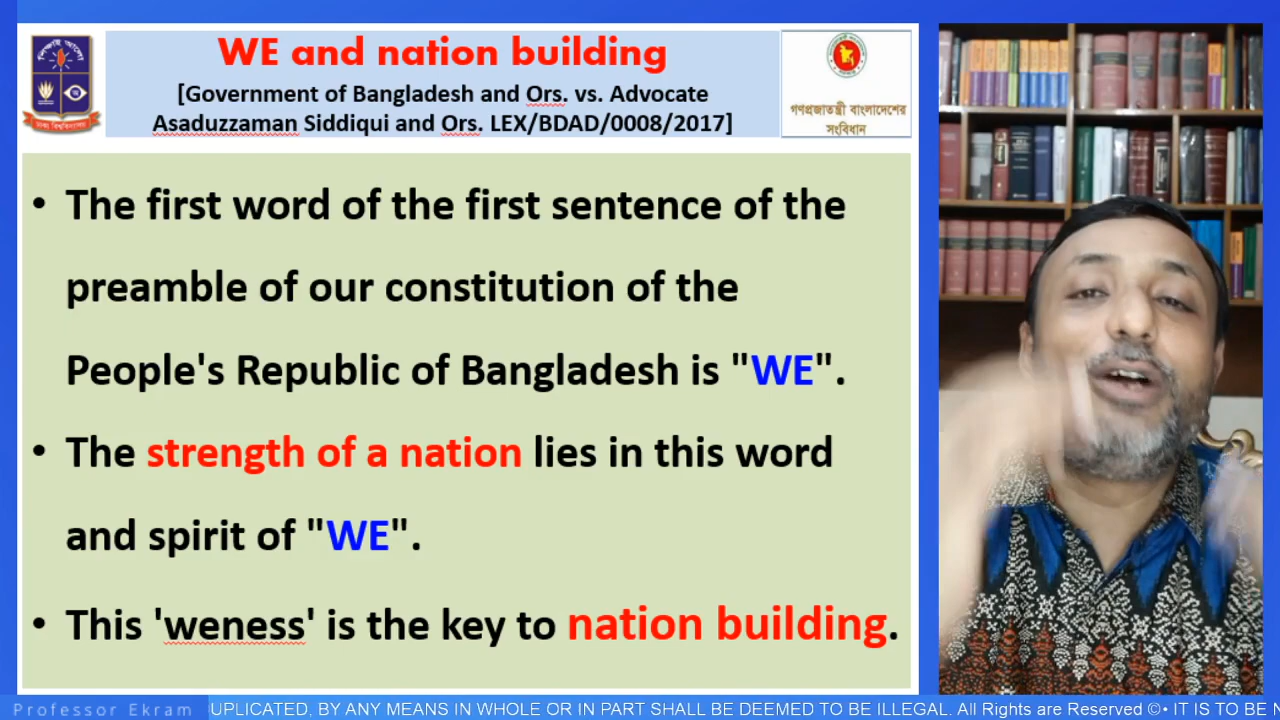 WE and nation building
[Government of Bangladesh and Ors. vs. Advocate
Asaduzzaman Siddiqui and Ors. LEX/BDAD/0008/2017]
গণপ্রজাতন্ত্রী বাংলাদেশের
সংবিধান
• The first word of the first sentence of the
preamble of our constitution of the
People's Republic of Bangladesh is "WE".
• The strength of a nation lies in this word
and spirit of "WE".
• This 'weness' is the key to nation building.
Professor Ekram
UPLICATED. BY ANY MEANS IN WHOLE OR IN PART SHALL BE DEEMED TO BE ILLEGAL. All Rights are Reserved ©• IT IS TO BE N